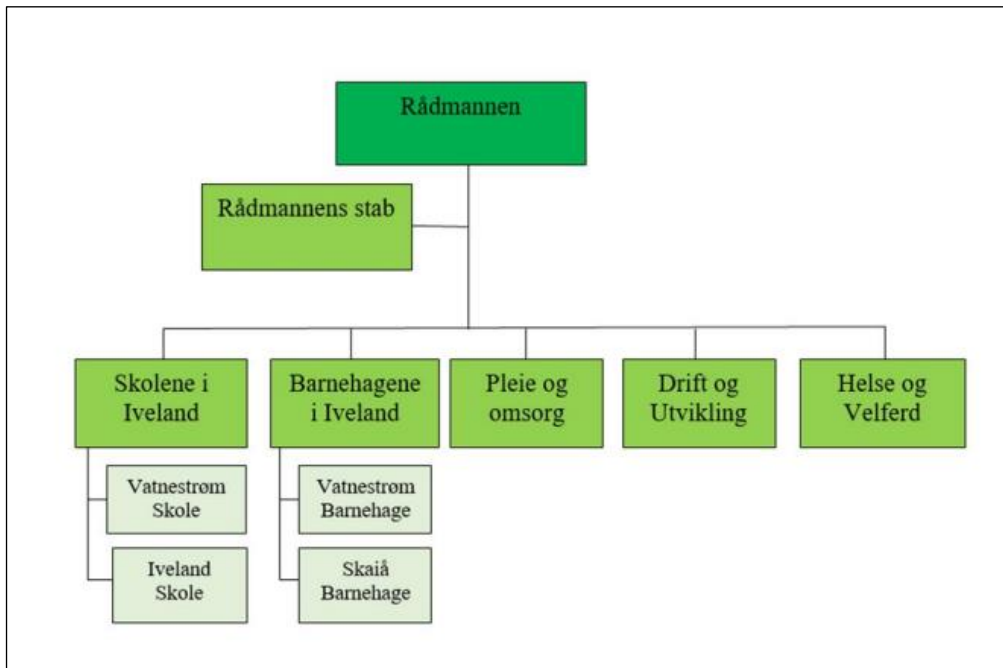 Rådmannen
Rådmannens stab
Skolene i
Iveland
Barnehagene
i Iveland
Pleie og
omsorg
Drift og
Utvikling
Helse og
Velferd
Vatnestrøm
Skole
Vatnestrøm
Barnehage
Iveland
Skole
Skaiå
Barnehage